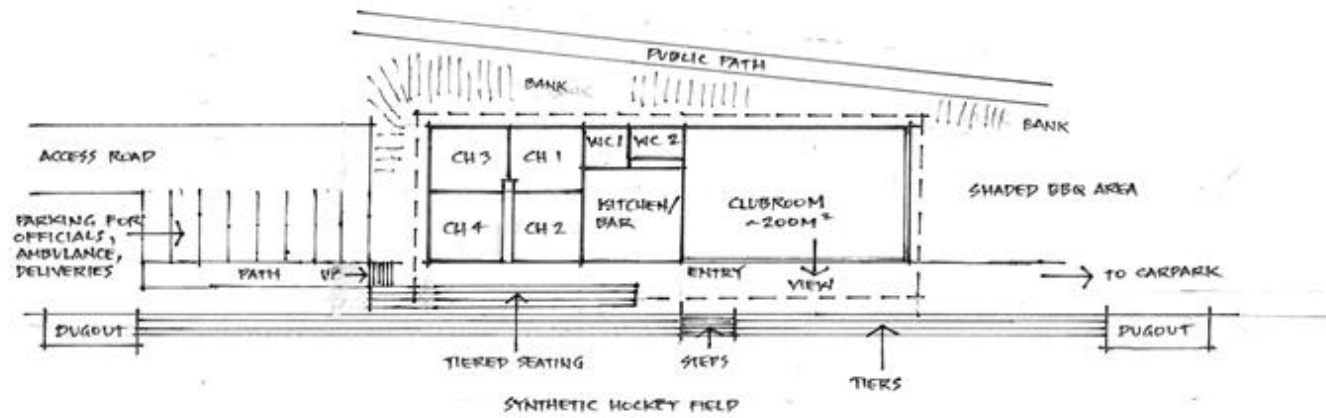 PUBLIC PATH
BANK
BANK
ACCESS ROAD
CH 3
CH 1
WC 1
WC 2
SHADED BBQ AREA
CLUBROOM
~200M²
KITCHEN/
BAR
CH 4
CH 2
PARKING FOR
OFFICIALS,
AMBULANCE,
DELIVERIES
PATH
UP
ENTRY
VIEW
TO CARPARK
DUGOUT
DUGOUT
TIERED SEATING
STEPS
TIERS
SYNTHETIC HOCKEY FIELD